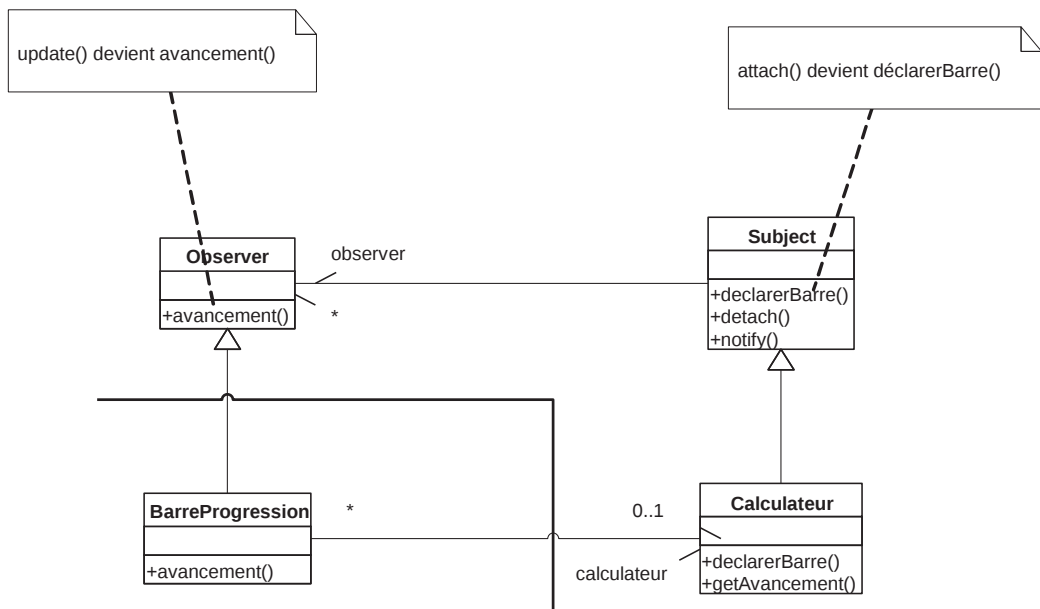 update() devient avancement()
attach() devient déclarerBarre()
Observer
+avancement()
observer
*
Subject
+declarerBarre()
+detach()
+notify()
BarreProgression
+avancement()
*
0..1
calculateur
Calculateur
+declarerBarre()
+getAvancement()